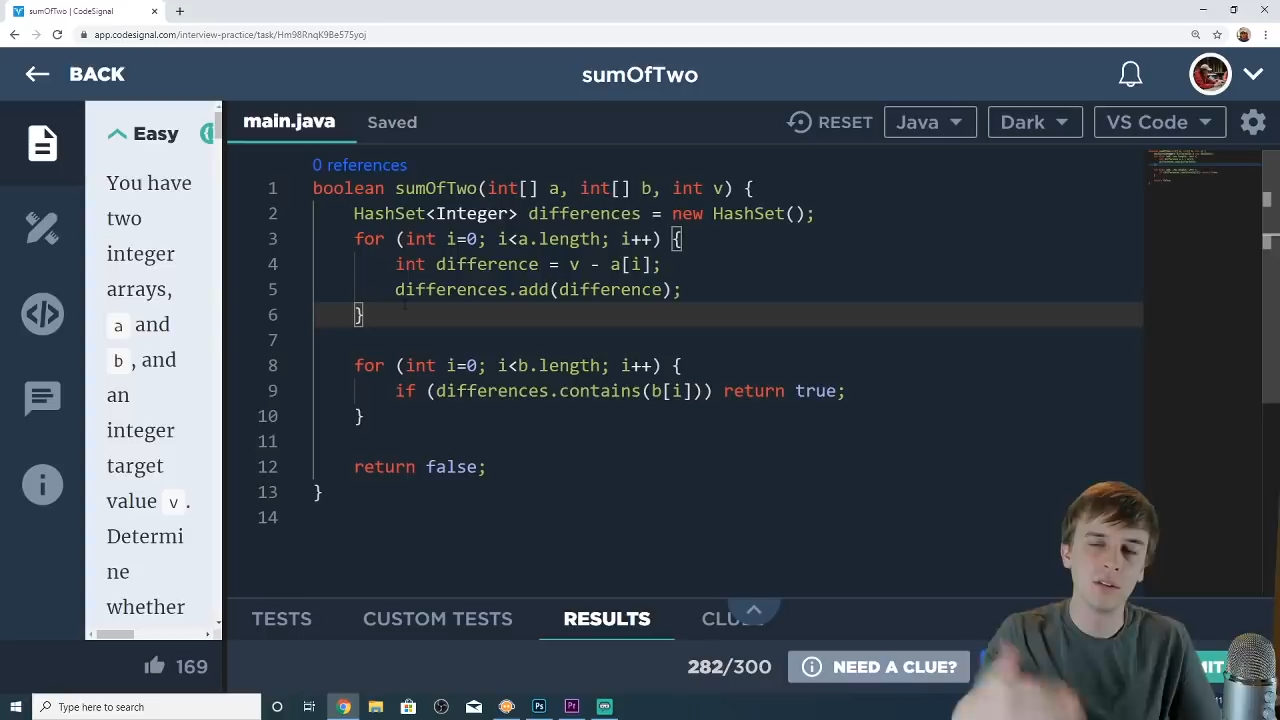 sumOfTwo | CodeSignal
app.codesignal.com/interview-practice/task/Hm98RnqK9Be575yoj
BACK
sumOfTwo
Easy
You have
two
integer
arrays,
a and
b, and
an
integer
target
value v.
Determi
ne
whether
169
main.java
Saved
RESET
Java
Dark
VS Code
0 references
1 boolean sumOfTwo(int[] a, int[] b, int v) {
2 HashSet<Integer> differences = new HashSet();
3 for (int i=0; i<a.length; i++) {
4 int difference = v - a[i];
5 differences.add(difference);
6 }
7
8 for (int i=0; i<b.length; i++) {
9 if (differences.contains(b[i])) return true;
10 }
11
12 return false;
13 }
14
TESTS
CUSTOM TESTS
RESULTS
282/300
NEED A CLUE?
Type here to search